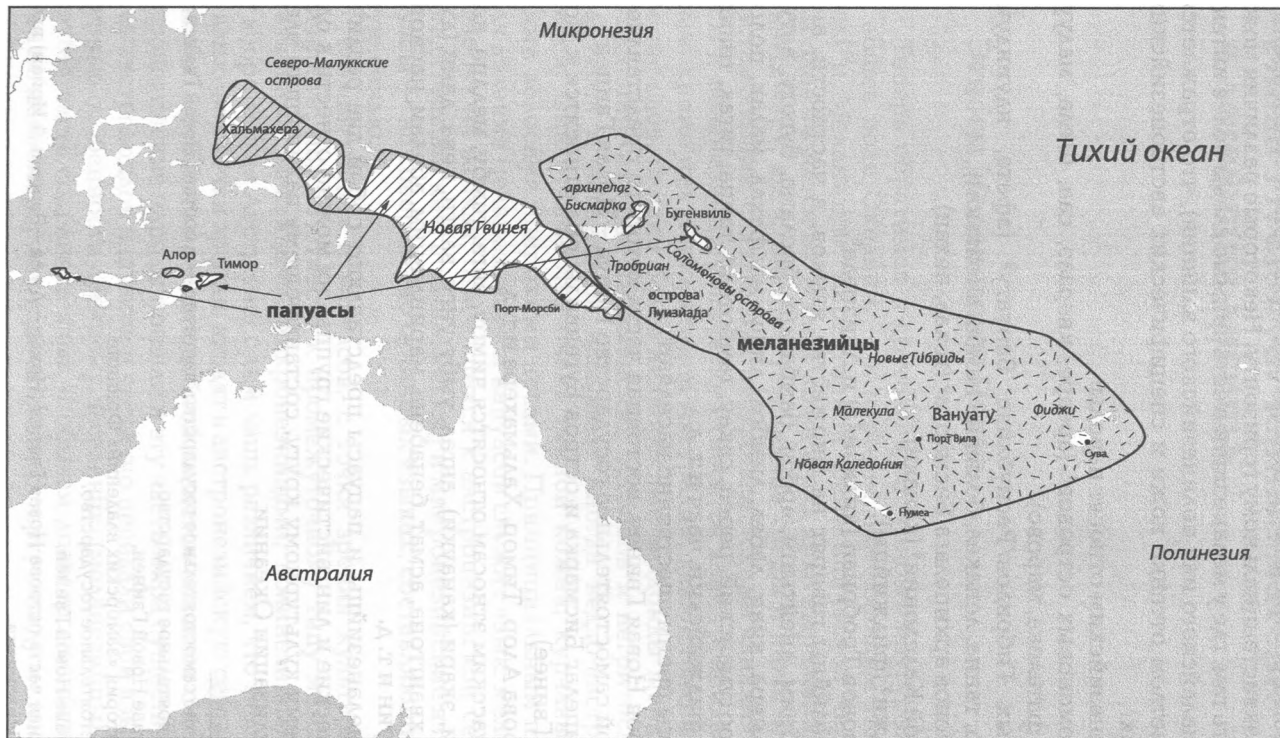 Микронезия
Северо-Малуккские
острова
Хальмахера
Тихий океан
архипелаг
Бисмарка
Бугенвиль
Новая Гвинея
Алор
Тимор
Тробриан
Соломоновы острова
острова
Луизиада
папуасы
Порт-Морсби
меланезийцы
Новые Гибриды
Малекула
Вануату
Фиджи
Порт Вила
Сува
Новая Каледония
Нумеа
Полинезия
Австралия